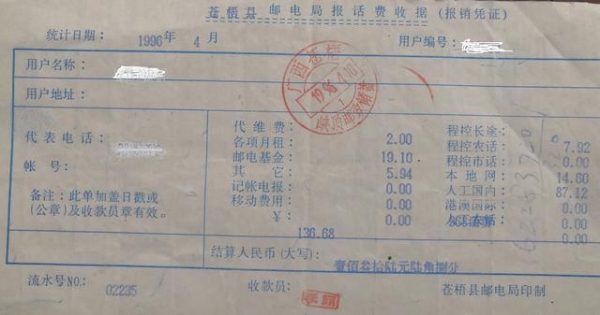 苍梧县 邮电局报话费收据 (报销凭证)
统计日期: 1996年 4月 用户编号:
用户名称:
用户地址:
代表电话:
帐 号:
备注: 此单加盖日戳或
(公章)及收款员章有效。
代维费:
各项月租: 2.00
邮电基金: 19.10
其 它: 5.94
记帐电报: 0.00
移动费用: 0.00
¥: 0.00
136.68
程控长途:
程控农话: 7.92
程控市话: 0.00
本地网: 14.60
人工国内: 87.12
港澳国际: 0.00
0.00
结算人民币(大写): 壹佰叁拾陆元陆角捌分
流水号NO: 02235 收款员: 苍梧县邮电局印制
广西苍梧